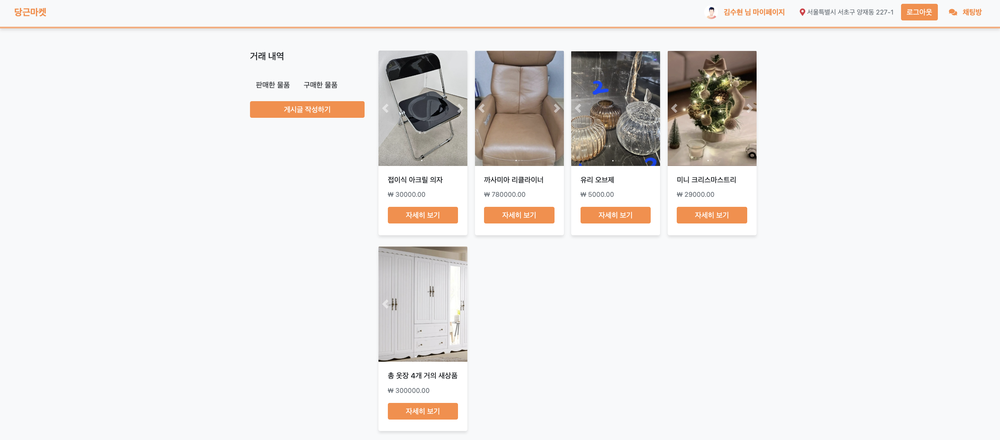 당근마켓
김수현 님 마이페이지
서울특별시 서초구 양재동 227-1
로그아웃
채팅방
거래 내역
판매한 물품
구매한 물품
게시글 작성하기
2
접이식 아크릴 의자
₩ 30000.00
자세히 보기
까사미아 리클라이너
₩ 780000.00
자세히 보기
유리 오브제
₩ 5000.00
자세히 보기
미니 크리스마스트리
₩ 29000.00
자세히 보기
총 옷장 4개 거의 새상품
₩ 300000.00
자세히 보기